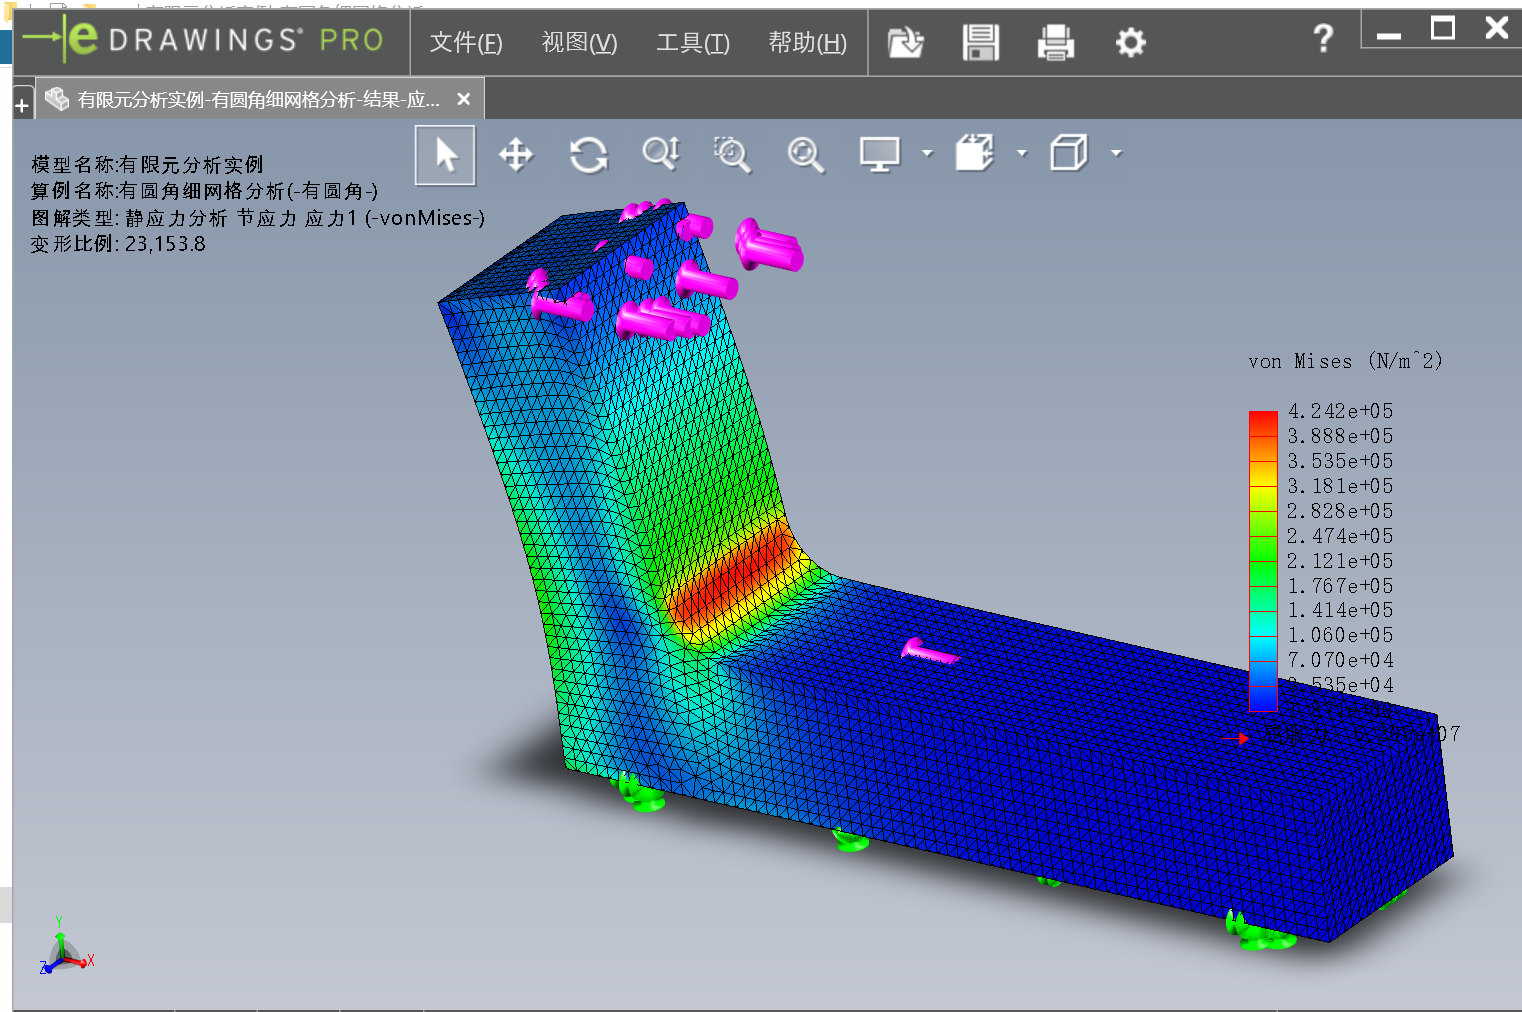 e DRAWINGS® PRO
文件(F) 视图(V) 工具(T) 帮助(H)
?
+ 有限元分析实例-有圆角细网格分析-结果-应...
模型名称:有限元分析实例
算例名称:有圆角细网格分析(-有圆角-)
图解类型: 静应力分析 节应力 应力1 (-vonMises-)
变形比例: 23,153.8
von Mises (N/m^2)
4.242e+05
3.888e+05
3.535e+05
3.181e+05
2.828e+05
2.474e+05
2.121e+05
1.767e+05
1.414e+05
1.060e+05
7.070e+04
3.535e+04
07
Y
Z X